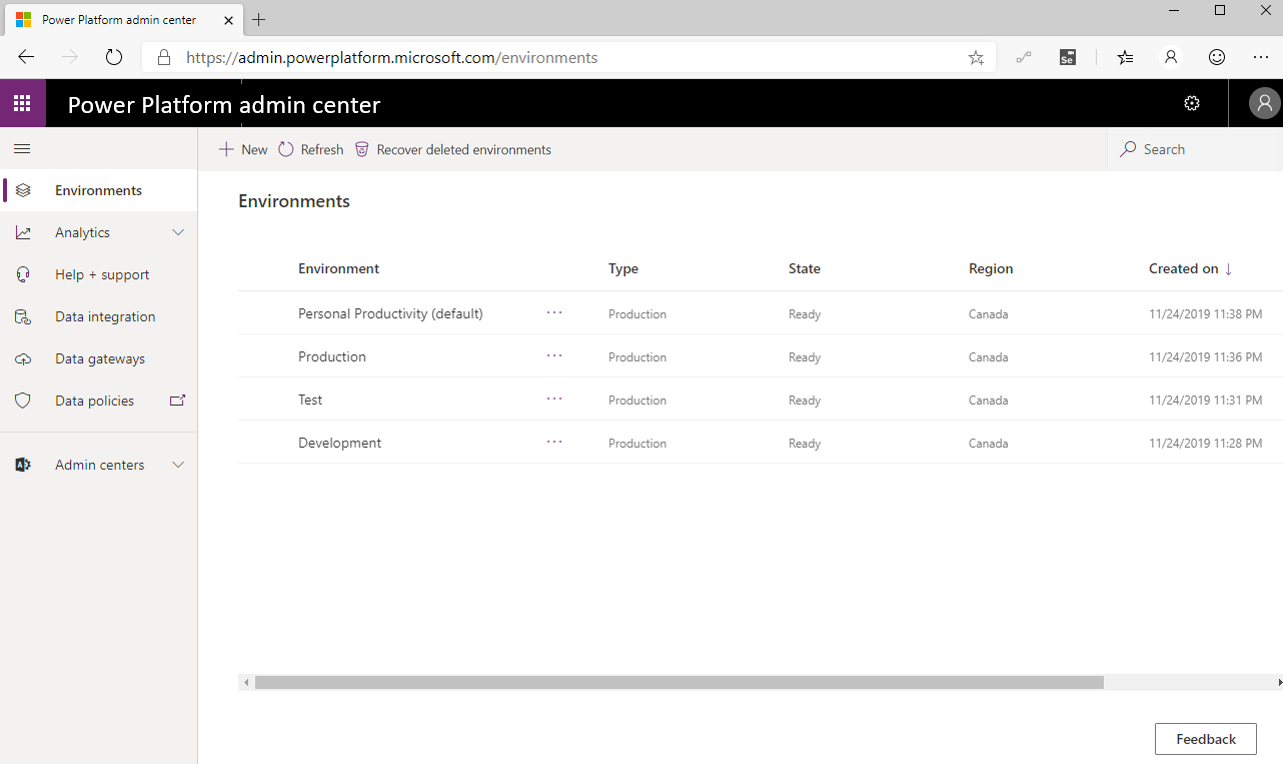 Power Platform admin center
https://admin.powerplatform.microsoft.com/environments
Se
Power Platform admin center
New Refresh Recover deleted environments Search
Environments
Analytics
Help + support
Data integration
Data gateways
Data policies
Admin centers
Environments
Environment Type State Region Created on ↓
Personal Productivity (default) ... Production Ready Canada 11/24/2019 11:38 PM
Production ... Production Ready Canada 11/24/2019 11:36 PM
Test ... Production Ready Canada 11/24/2019 11:31 PM
Development ... Production Ready Canada 11/24/2019 11:28 PM
Feedback